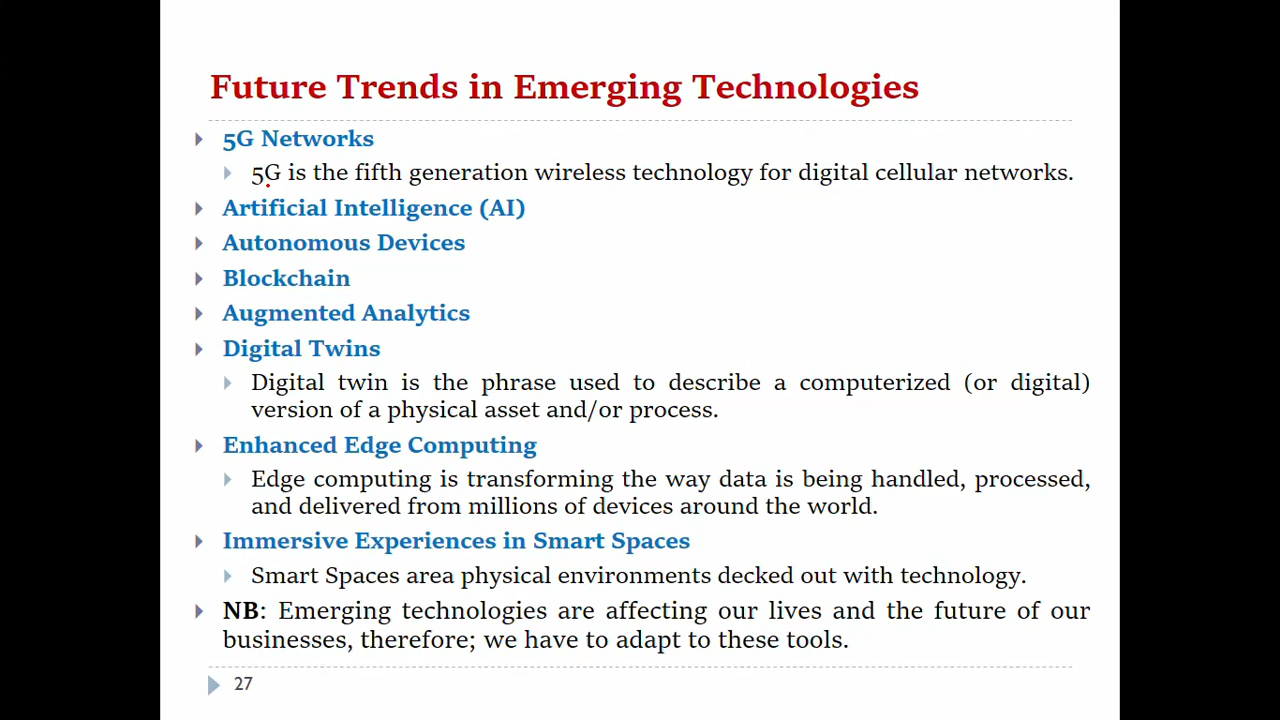 Future Trends in Emerging Technologies
5G Networks
5G is the fifth generation wireless technology for digital cellular networks.
Artificial Intelligence (AI)
Autonomous Devices
Blockchain
Augmented Analytics
Digital Twins
Digital twin is the phrase used to describe a computerized (or digital)
version of a physical asset and/or process.
Enhanced Edge Computing
Edge computing is transforming the way data is being handled, processed,
and delivered from millions of devices around the world.
Immersive Experiences in Smart Spaces
Smart Spaces area physical environments decked out with technology.
NB: Emerging technologies are affecting our lives and the future of our
businesses, therefore; we have to adapt to these tools.
27